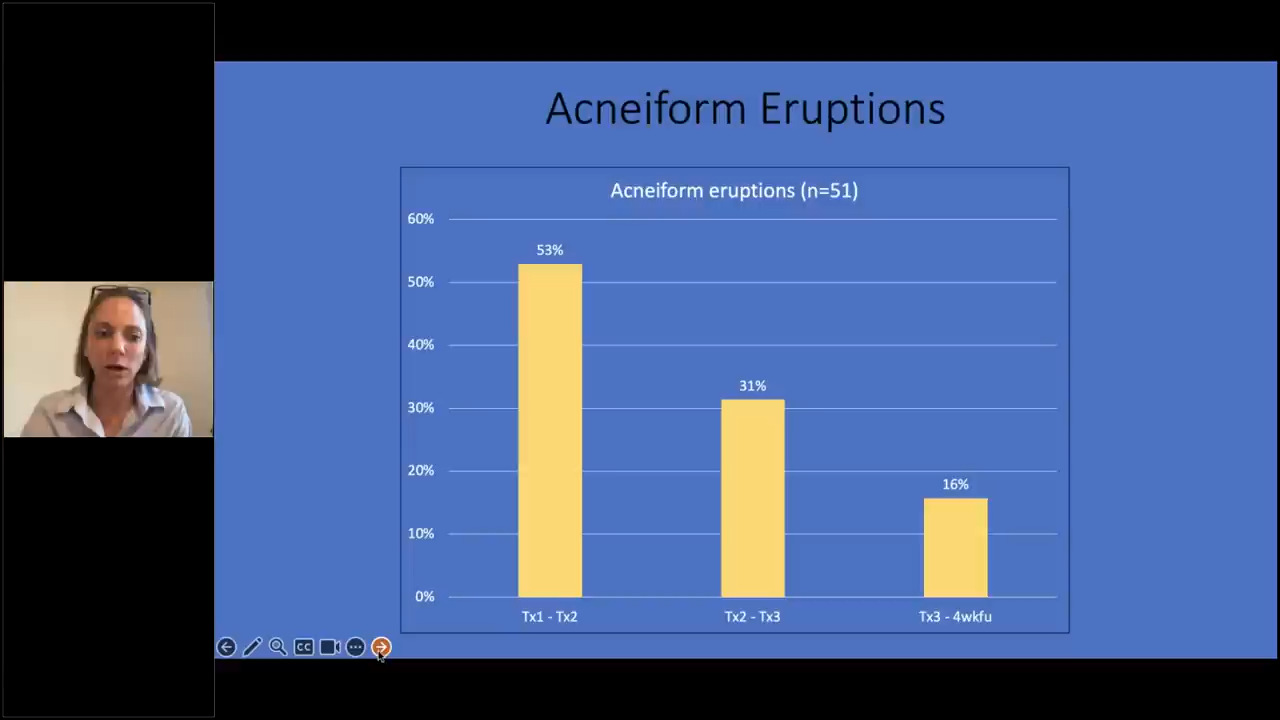 Acneiform Eruptions
Acneiform eruptions (n=51)
60%
50%
40%
30%
20%
10%
0%
53%
31%
16%
Tx1 - Tx2
Tx2 - Tx3
Tx3 - 4wkfu
CC